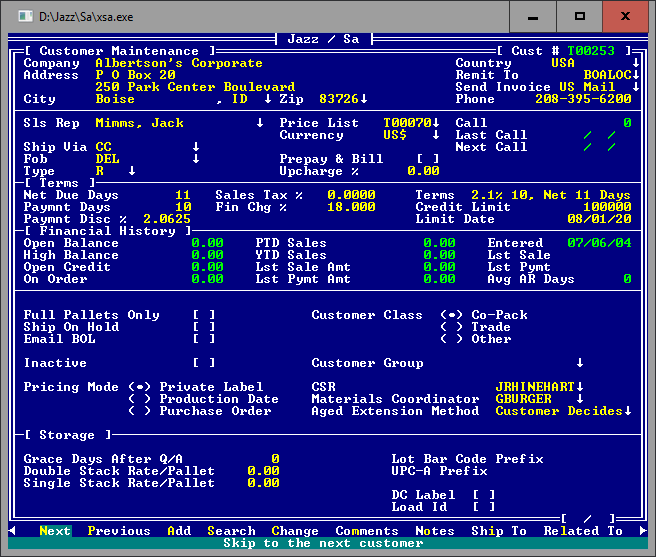 D:\Jazz\Sa\xsa.exe
Jazz / Sa
[ Customer Maintenance ] [ Cust # T00253 ]
Company Albertson's Corporate Country USA ↓
Address P O Box 20 Remit To BOALOC↓
250 Park Center Boulevard Send Invoice US Mail ↓
City Boise , ID ↓ Zip 83726↓ Phone 208-395-6200
Sls Rep Mimms, Jack ↓ Price List T00070↓ Call 0
Currency US$ ↓ Last Call / /
Ship Via CC ↓ Next Call / /
Fob DEL ↓ Prepay & Bill [ ]
Type R ↓ Upcharge % 0.00
[ Terms ]
Net Due Days 11 Sales Tax % 0.0000 Terms 2.1% 10, Net 11 Days
Paymnt Days 10 Fin Chg % 18.000 Credit Limit 100000
Paymnt Disc % 2.0625 Limit Date 08/01/20
[ Financial History ]
Open Balance 0.00 PTD Sales 0.00 Entered 07/06/04
High Balance 0.00 YTD Sales 0.00 Lst Sale
Open Credit 0.00 Lst Sale Amt 0.00 Lst Pymt
On Order 0.00 Lst Pymt Amt 0.00 Avg AR Days 0
Full Pallets Only [ ] Customer Class (•) Co-Pack
Ship On Hold [ ] ( ) Trade
Email BOL [ ] ( ) Other
Inactive [ ] Customer Group ↓
Pricing Mode (•) Private Label CSR JRHINEHART↓
( ) Production Date Materials Coordinator GBURGER ↓
( ) Purchase Order Aged Extension Method Customer Decides↓
[ Storage ]
Grace Days After Q/A 0 Lot Bar Code Prefix
Double Stack Rate/Pallet 0.00 UPC-A Prefix
Single Stack Rate/Pallet 0.00
DC Label [ ]
Load Id [ ]
[ / ]
◄ Next Previous Add Search Change Comments Notes Ship To Related To ►
Skip to the next customer